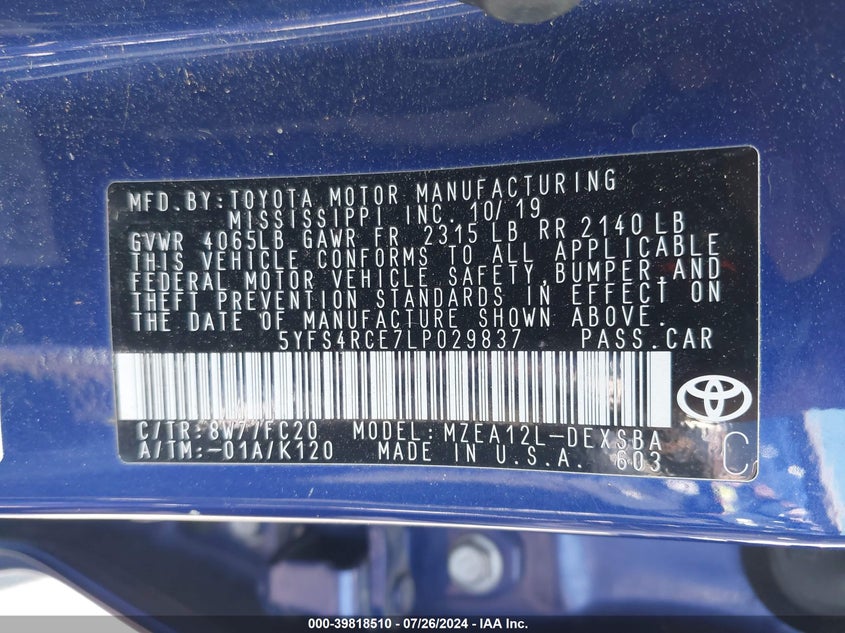 MFD. BY: TOYOTA MOTOR MANUFACTURING
MISSISSIPPI INC. 10/19
GVWR 4065LB GAWR FR 2315 LB RR 2140 LB
THIS VEHICLE CONFORMS TO ALL APPLICABLE
FEDERAL MOTOR VEHICLE SAFETY, BUMPER, AND
THEFT PREVENTION STANDARDS IN EFFECT ON
THE DATE OF MANUFACTURE SHOWN ABOVE.
5YFS4RCE7LP029837 PASS. CAR
C/TR: 8W7/FC20 MODEL: MZEA12L-DEXSBA
A/TM: -01A/K120 MADE IN U.S.A. 603 C
000-39818510 07/26/2024 - IAA Inc.